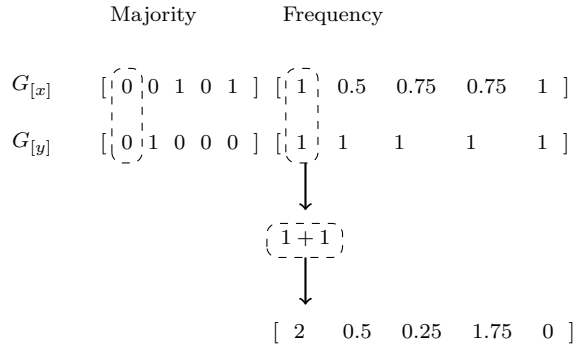 Majority Frequency
G[x] [ 0 0 1 0 1 ] [ 1 0.5 0.75 0.75 1 ]
G[y] [ 0 1 0 0 0 ] [ 1 1 1 1 1 ]
1 + 1
[ 2 0.5 0.25 1.75 0 ]